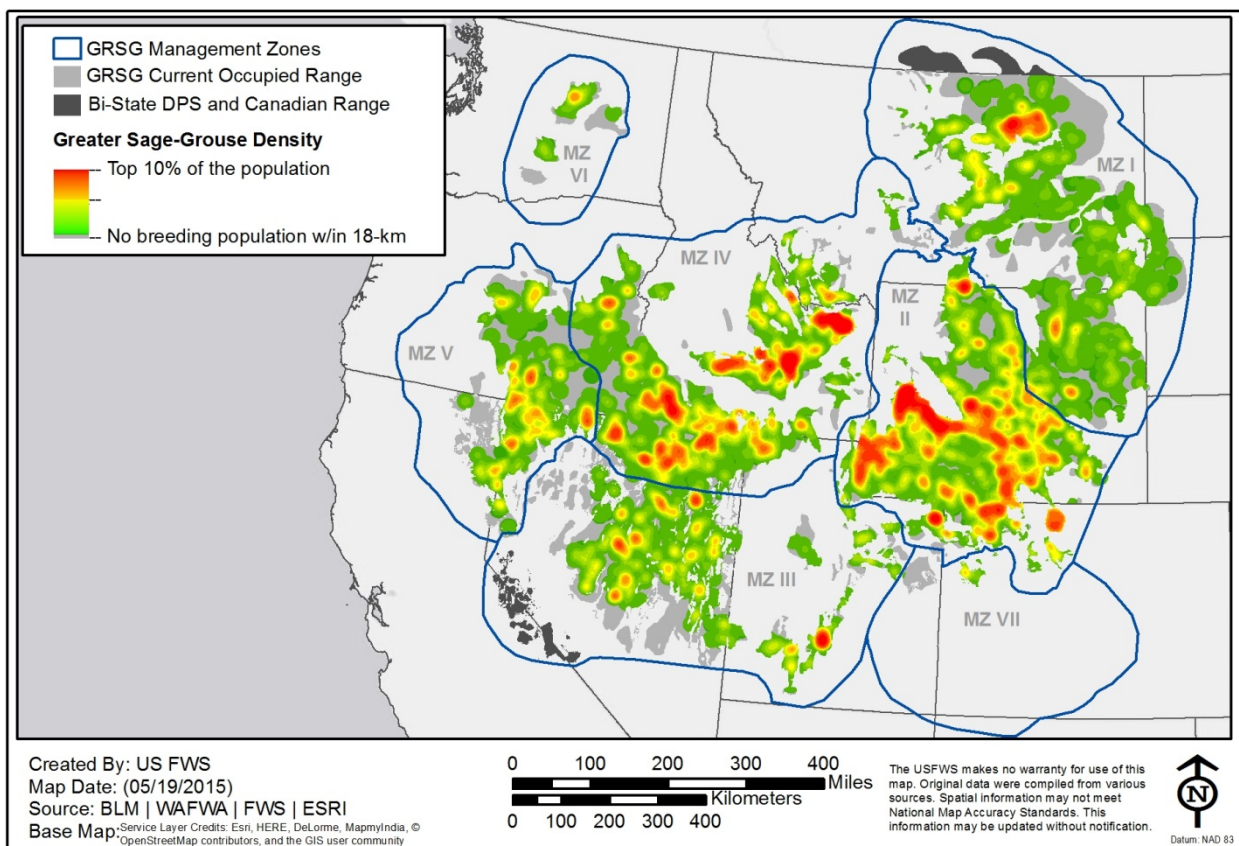 GRSG Management Zones
GRSG Current Occupied Range
Bi-State DPS and Canadian Range
Greater Sage-Grouse Density
Top 10% of the population
No breeding population w/in 18-km
MZ
VI
MZ I
MZ IV
MZ
II
MZ V
MZ III
MZ VII
Created By: US FWS
Map Date: (05/19/2015)
Source: BLM | WAFWA | FWS | ESRI
Base Map: Service Layer Credits: Esri, HERE, DeLorme, MapmyIndia, ©
OpenStreetMap contributors, and the GIS user community
0 100 200 300 400
Miles
Kilometers
0 100 200 300 400
The USFWS makes no warranty for use of this
map. Original data were compiled from various
sources. Spatial information may not meet
National Map Accuracy Standards. This
information may be updated without notification.
N
Datum: NAD 83